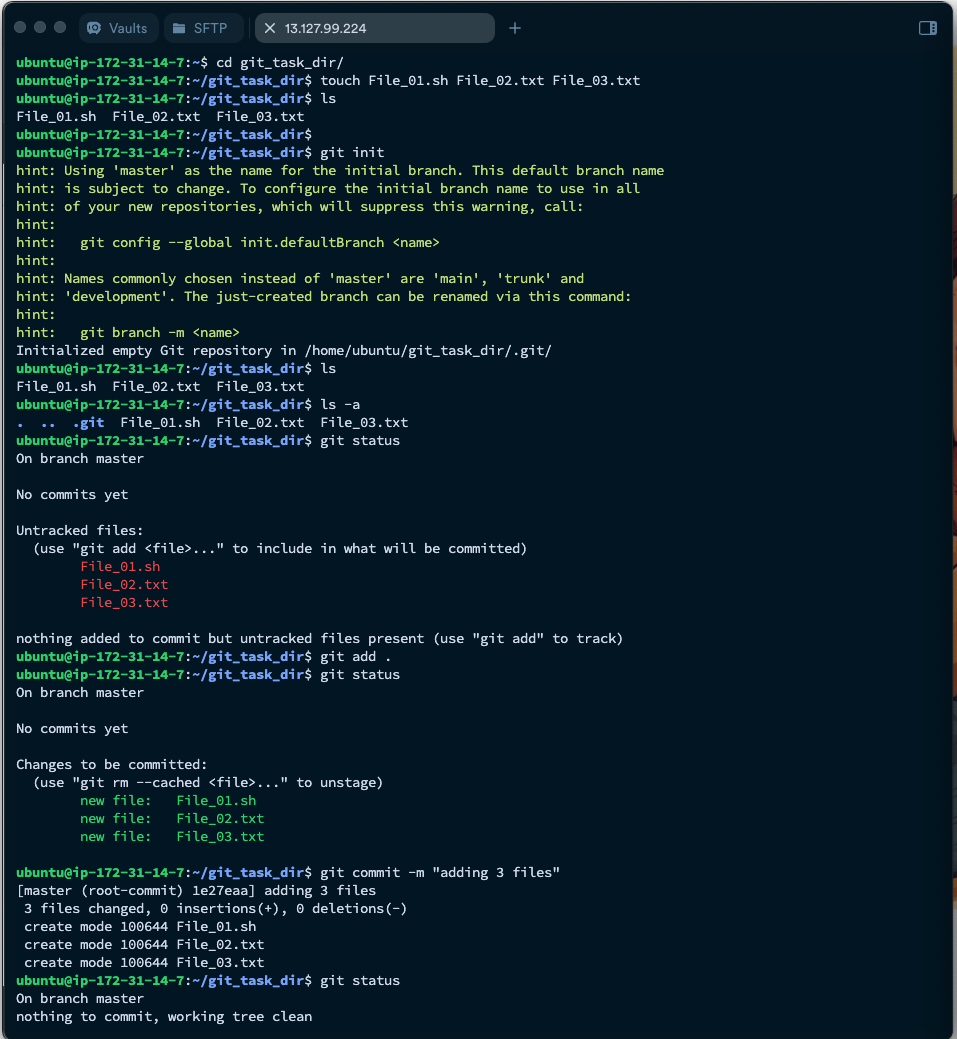 Vaults SFTP 13.127.99.224
ubuntu@ip-172-31-14-7:~$ cd git_task_dir/
ubuntu@ip-172-31-14-7:~/git_task_dir$ touch File_01.sh File_02.txt File_03.txt
ubuntu@ip-172-31-14-7:~/git_task_dir$ ls
File_01.sh  File_02.txt  File_03.txt
ubuntu@ip-172-31-14-7:~/git_task_dir$
ubuntu@ip-172-31-14-7:~/git_task_dir$ git init
hint: Using 'master' as the name for the initial branch. This default branch name
hint: is subject to change. To configure the initial branch name to use in all
hint: of your new repositories, which will suppress this warning, call:
hint:
hint:   git config --global init.defaultBranch <name>
hint:
hint: Names commonly chosen instead of 'master' are 'main', 'trunk' and
hint: 'development'. The just-created branch can be renamed via this command:
hint:
hint:   git branch -m <name>
Initialized empty Git repository in /home/ubuntu/git_task_dir/.git/
ubuntu@ip-172-31-14-7:~/git_task_dir$ ls
File_01.sh  File_02.txt  File_03.txt
ubuntu@ip-172-31-14-7:~/git_task_dir$ ls -a
.  ..  .git  File_01.sh  File_02.txt  File_03.txt
ubuntu@ip-172-31-14-7:~/git_task_dir$ git status
On branch master

No commits yet

Untracked files:
  (use "git add <file>..." to include in what will be committed)
        File_01.sh
        File_02.txt
        File_03.txt

nothing added to commit but untracked files present (use "git add" to track)
ubuntu@ip-172-31-14-7:~/git_task_dir$ git add .
ubuntu@ip-172-31-14-7:~/git_task_dir$ git status
On branch master

No commits yet

Changes to be committed:
  (use "git rm --cached <file>..." to unstage)
        new file:   File_01.sh
        new file:   File_02.txt
        new file:   File_03.txt

ubuntu@ip-172-31-14-7:~/git_task_dir$ git commit -m "adding 3 files"
[master (root-commit) 1e27eaa] adding 3 files
 3 files changed, 0 insertions(+), 0 deletions(-)
 create mode 100644 File_01.sh
 create mode 100644 File_02.txt
 create mode 100644 File_03.txt
ubuntu@ip-172-31-14-7:~/git_task_dir$ git status
On branch master
nothing to commit, working tree clean